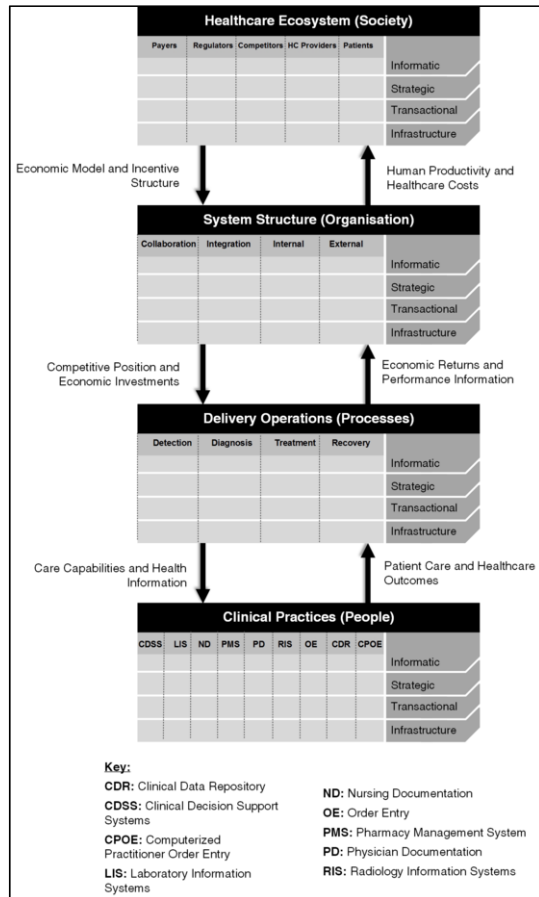 Healthcare Ecosystem (Society)
Payers Regulators Competitors HC Providers Patients
Informatic
Strategic
Transactional
Infrastructure
Economic Model and Incentive
Structure
Human Productivity and
Healthcare Costs
System Structure (Organisation)
Collaboration Integration Internal External
Informatic
Strategic
Transactional
Infrastructure
Competitive Position and
Economic Investments
Economic Returns and
Performance Information
Delivery Operations (Processes)
Detection Diagnosis Treatment Recovery
Informatic
Strategic
Transactional
Infrastructure
Care Capabilities and Health
Information
Patient Care and Healthcare
Outcomes
Clinical Practices (People)
CDSS LIS ND PMS PD RIS OE CDR CPOE
Informatic
Strategic
Transactional
Infrastructure
Key:
CDR: Clinical Data Repository
CDSS: Clinical Decision Support
Systems
CPOE: Computerized
Practitioner Order Entry
LIS: Laboratory Information
Systems
ND: Nursing Documentation
OE: Order Entry
PMS: Pharmacy Management System
PD: Physician Documentation
RIS: Radiology Information Systems